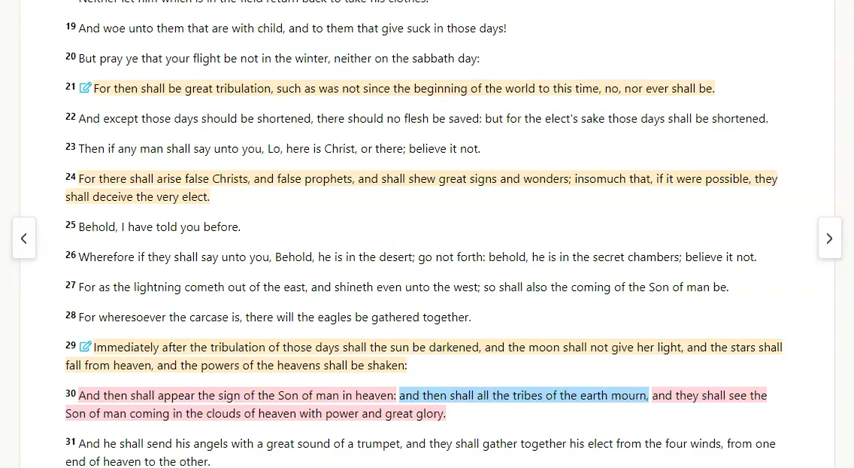 Neither let him which is in the field return back to take his clothes.
19 And woe unto them that are with child, and to them that give suck in those days!
20 But pray ye that your flight be not in the winter, neither on the sabbath day:
21 For then shall be great tribulation, such as was not since the beginning of the world to this time, no, nor ever shall be.
22 And except those days should be shortened, there should no flesh be saved: but for the elect's sake those days shall be shortened.
23 Then if any man shall say unto you, Lo, here is Christ, or there; believe it not.
24 For there shall arise false Christs, and false prophets, and shall shew great signs and wonders; insomuch that, if it were possible, they
shall deceive the very elect.
25 Behold, I have told you before.
26 Wherefore if they shall say unto you, Behold, he is in the desert; go not forth: behold, he is in the secret chambers; believe it not.
27 For as the lightning cometh out of the east, and shineth even unto the west; so shall also the coming of the Son of man be.
28 For wheresoever the carcase is, there will the eagles be gathered together.
29 Immediately after the tribulation of those days shall the sun be darkened, and the moon shall not give her light, and the stars shall
fall from heaven, and the powers of the heavens shall be shaken:
30 And then shall appear the sign of the Son of man in heaven: and then shall all the tribes of the earth mourn, and they shall see the
Son of man coming in the clouds of heaven with power and great glory.
31 And he shall send his angels with a great sound of a trumpet, and they shall gather together his elect from the four winds, from one
end of heaven to the other.